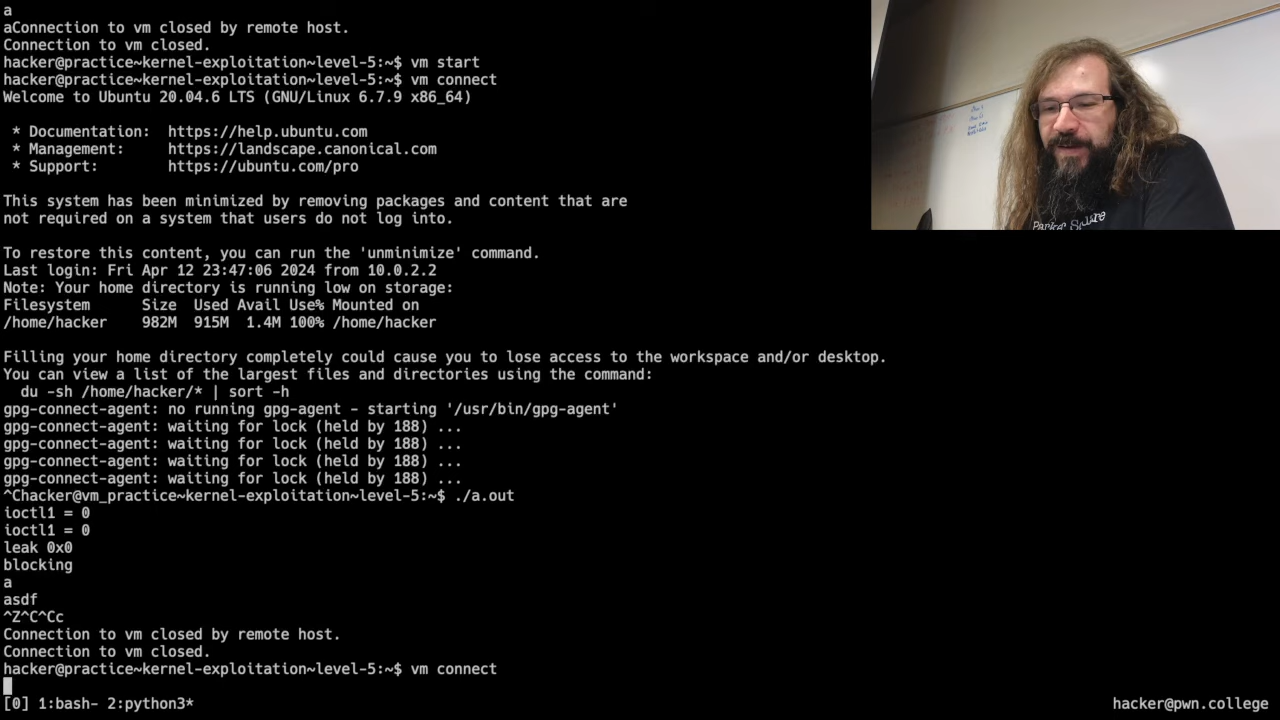 a
aConnection to vm closed by remote host.
Connection to vm closed.
hacker@practice~kernel-exploitation~level-5:~$ vm start
hacker@practice~kernel-exploitation~level-5:~$ vm connect
Welcome to Ubuntu 20.04.6 LTS (GNU/Linux 6.7.9 x86_64)
* Documentation:  https://help.ubuntu.com
* Management:     https://landscape.canonical.com
* Support:        https://ubuntu.com/pro
This system has been minimized by removing packages and content that are
not required on a system that users do not log into.
To restore this content, you can run the 'unminimize' command.
Last login: Fri Apr 12 23:47:06 2024 from 10.0.2.2
Note: Your home directory is running low on storage:
Filesystem      Size  Used Avail Use% Mounted on
/home/hacker    982M  915M  1.4M 100% /home/hacker
Filling your home directory completely could cause you to lose access to the workspace and/or desktop.
You can view a list of the largest files and directories using the command:
du -sh /home/hacker/* | sort -h
gpg-connect-agent: no running gpg-agent - starting '/usr/bin/gpg-agent'
gpg-connect-agent: waiting for lock (held by 188) ...
gpg-connect-agent: waiting for lock (held by 188) ...
gpg-connect-agent: waiting for lock (held by 188) ...
gpg-connect-agent: waiting for lock (held by 188) ...
^Chacker@vm_practice~kernel-exploitation~level-5:~$ ./a.out
ioctl1 = 0
ioctl1 = 0
leak 0x0
blocking
a
asdf
^Z^C^Cc
Connection to vm closed by remote host.
Connection to vm closed.
hacker@practice~kernel-exploitation~level-5:~$ vm connect
[0] 1:bash- 2:python3*
hacker@pwn.college
Parker Square